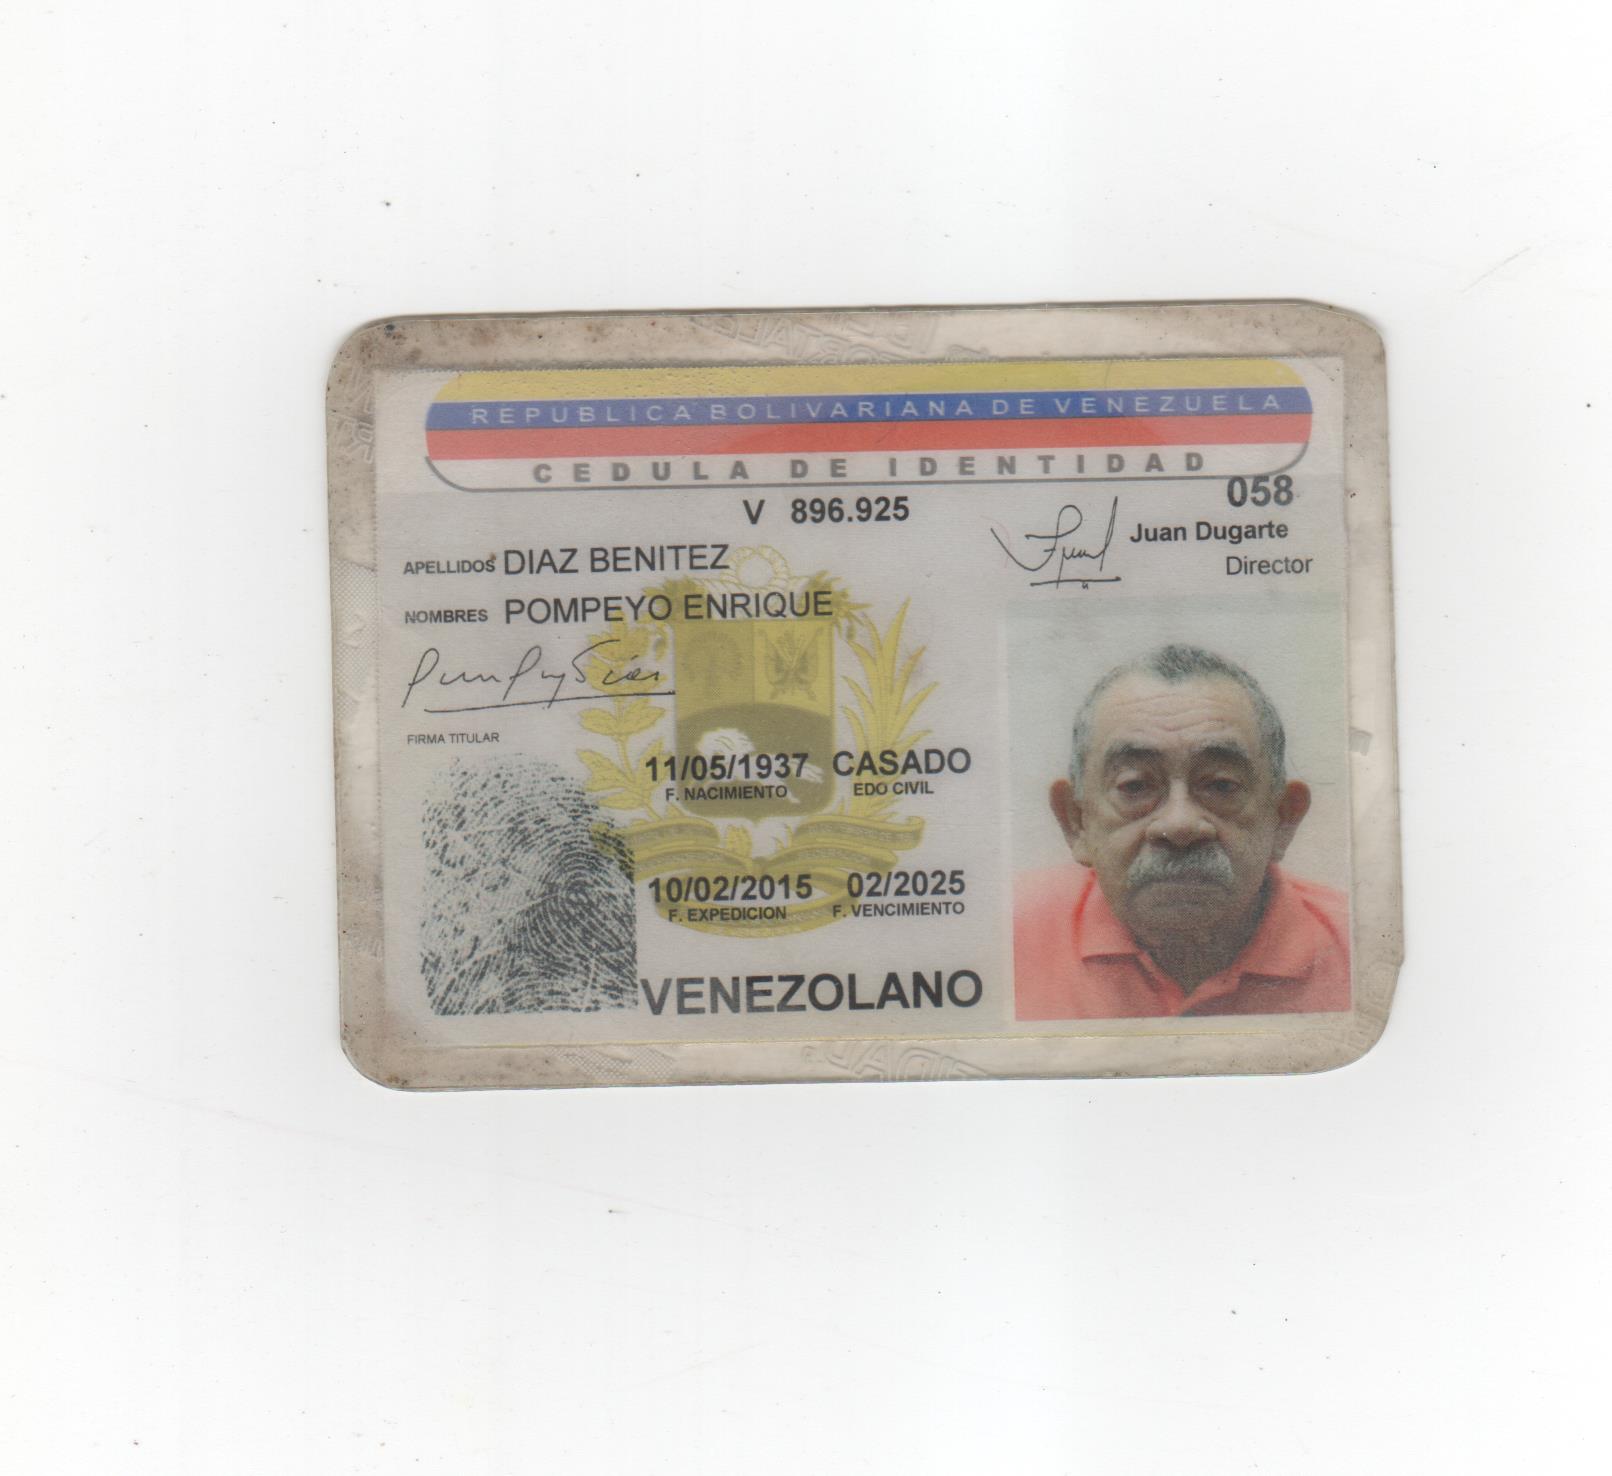 REPUBLICA BOLIVARIANA DE VENEZUELA
CEDULA DE IDENTIDAD
V 896.925
058
Juan Dugarte
Director
APELLIDOS DIAZ BENITEZ
NOMBRES POMPEYO ENRIQUE
FIRMA TITULAR
11/05/1937 CASADO
F. NACIMIENTO EDO CIVIL
10/02/2015 02/2025
F. EXPEDICION F. VENCIMIENTO
VENEZOLANO